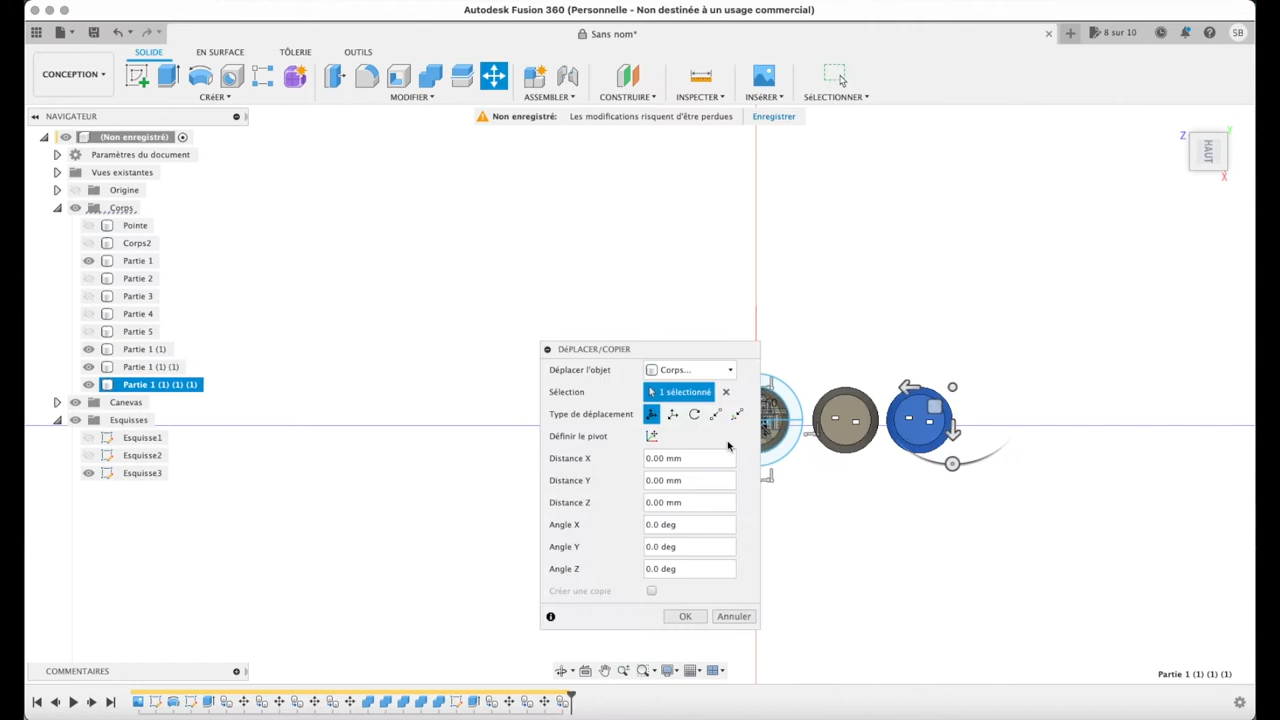 Autodesk Fusion 360 (Personnelle - Non destinée à un usage commercial)
Sans nom*
8 sur 10
SB
SOLIDE
EN SURFACE
TÔLERIE
OUTILS
CONCEPTION
CRÉER
MODIFIER
ASSEMBLER
CONSTRUIRE
INSPECTER
INSÉRER
SÉLECTIONNER
NAVIGATEUR
Non enregistré:
Les modifications risquent d'être perdues
Enregistrer
(Non enregistré)
Paramètres du document
Vues existantes
Origine
Corps
Pointe
Corps2
Partie 1
Partie 2
Partie 3
Partie 4
Partie 5
Partie 1 (1)
Partie 1 (1) (1)
Partie 1 (1) (1) (1)
Canevas
Esquisses
Esquisse1
Esquisse2
Esquisse3
Z
Y
HAUT
X
DÉPLACER/COPIER
Déplacer l'objet
Corps...
Sélection
1 sélectionné
Type de déplacement
Définir le pivot
Distance X
0.00 mm
Distance Y
0.00 mm
Distance Z
0.00 mm
Angle X
0.0 deg
Angle Y
0.0 deg
Angle Z
0.0 deg
Créer une copie
OK
Annuler
COMMENTAIRES
Partie 1 (1) (1) (1)